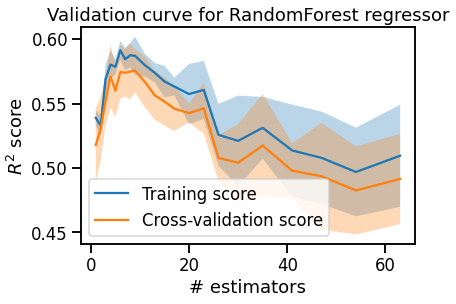 Validation curve for RandomForest regressor
0.60
0.55
0.50
0.45
R² score
Training score
Cross-validation score
0 20 40 60
# estimators